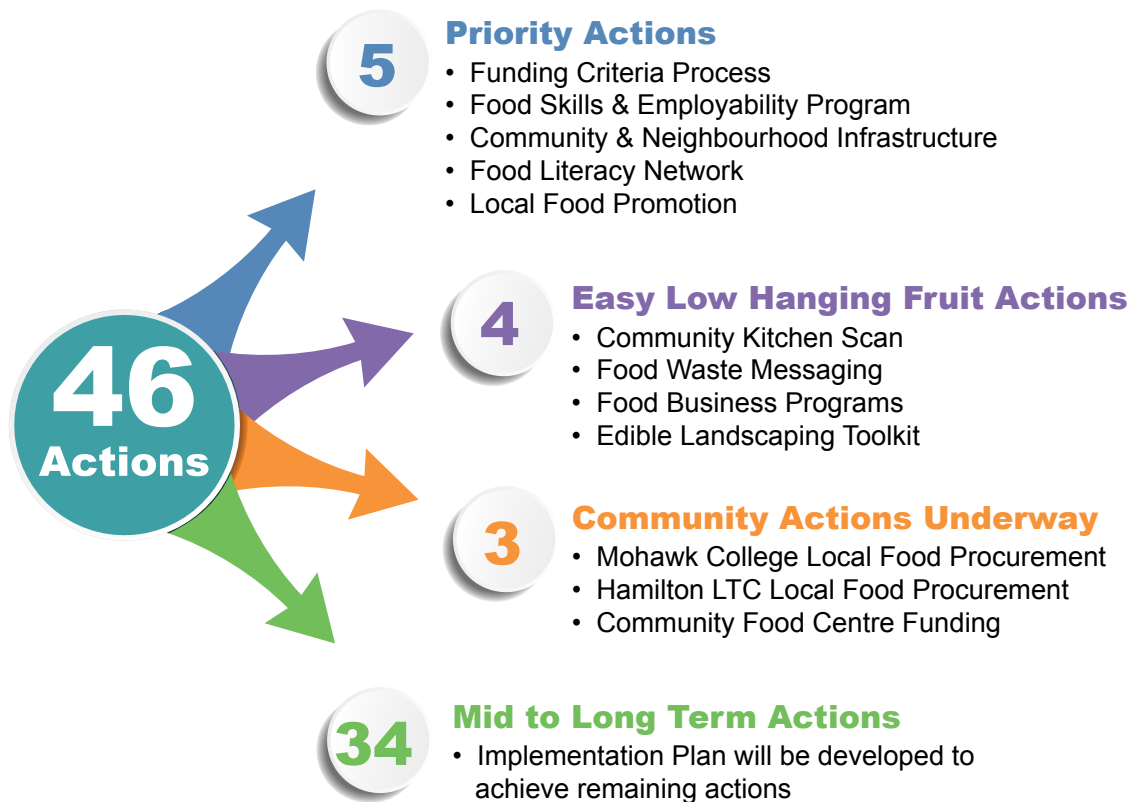 5
Priority Actions
• Funding Criteria Process
• Food Skills & Employability Program
• Community & Neighbourhood Infrastructure
• Food Literacy Network
• Local Food Promotion
46
Actions
4
Easy Low Hanging Fruit Actions
• Community Kitchen Scan
• Food Waste Messaging
• Food Business Programs
• Edible Landscaping Toolkit
3
Community Actions Underway
• Mohawk College Local Food Procurement
• Hamilton LTC Local Food Procurement
• Community Food Centre Funding
34
Mid to Long Term Actions
• Implementation Plan will be developed to
achieve remaining actions